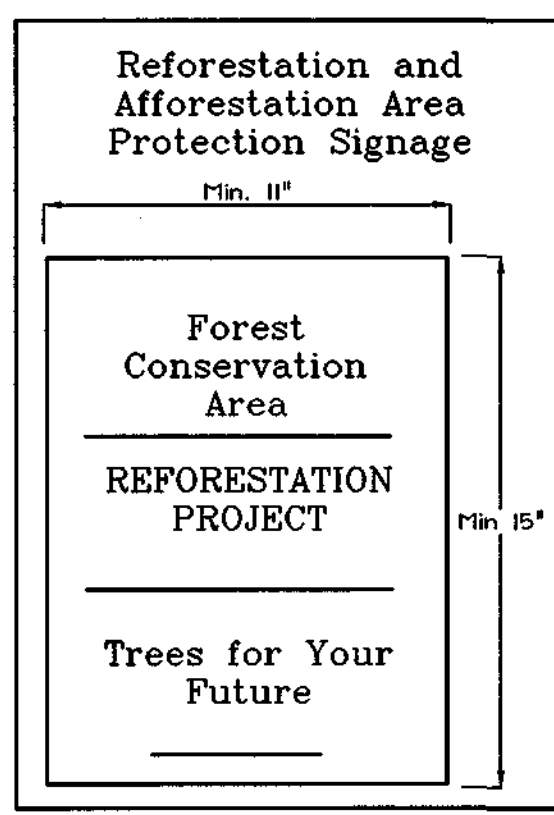 Reforestation and
Afforestation Area
Protection Signage
Min. 11"
Forest
Conservation
Area
REFORESTATION
PROJECT
Min 15"
Trees for Your
Future